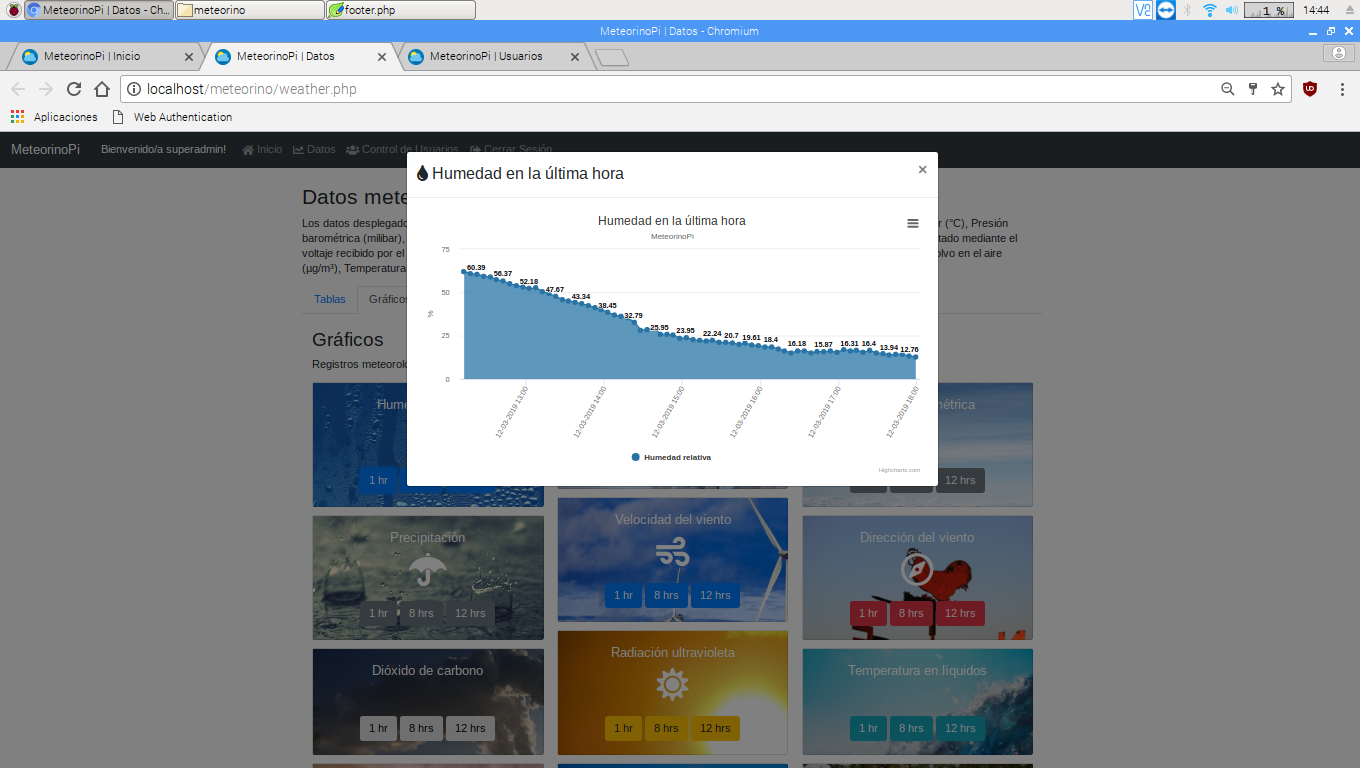 MeteorinoPi | Datos - Ch...
meteorino
footer.php
1 %
14:44
MeteorinoPi | Datos - Chromium
MeteorinoPi | Inicio
MeteorinoPi | Datos
MeteorinoPi | Usuarios
localhost/meteorino/weather.php
Aplicaciones
Web Authentication
MeteorinoPi
Bienvenido/a superadmin!
Inicio
Datos
Control de Usuarios
Cerrar Sesión
Humedad en la última hora
×
Datos mete
Humedad en la última hora
MeteorinoPi
Los datos desplegado
r (°C), Presión
barométrica (milibar),
tado mediante el
voltaje recibido por el
olvo en el aire
(µg/m³), Temperatura
Tablas
Gráficos
75
50
25
0
%
60.39
56.37
52.18
47.67
43.34
38.45
32.79
25.95
23.95
22.24
20.7
19.61
18.4
16.18
15.87
16.31
16.4
13.94
12.76
12-03-2019 13:00
12-03-2019 14:00
12-03-2019 15:00
12-03-2019 16:00
12-03-2019 17:00
12-03-2019 18:00
Humedad relativa
Highcharts.com
Gráficos
Registros meteorol
Hume
métrica
1 hr
12 hrs
Precipitación
1 hr
8 hrs
12 hrs
Velocidad del viento
1 hr
8 hrs
12 hrs
Dirección del viento
1 hr
8 hrs
12 hrs
Dióxido de carbono
1 hr
8 hrs
12 hrs
Radiación ultravioleta
1 hr
8 hrs
12 hrs
Temperatura en líquidos
1 hr
8 hrs
12 hrs